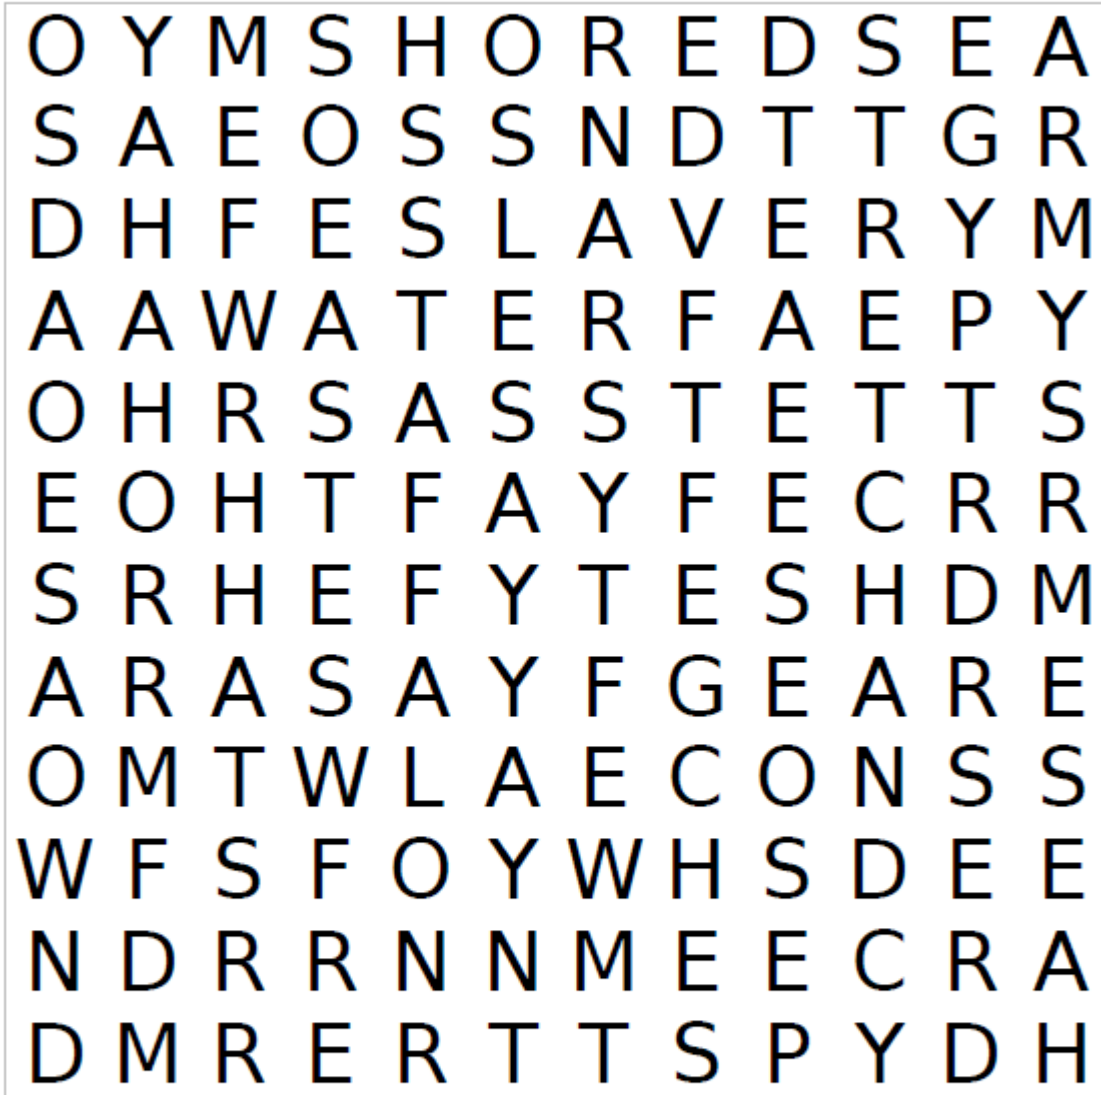 O Y M S H O R E D S E A
S A E O S S N D T T G R
D H F E S L A V E R Y M
A A W A T E R F A E P Y
O H R S A S S T E T T S
E O H T F A Y F E C R R
S R H E F Y T E S H D M
A R A S A Y F G E A R E
O M T W L A E C O N S S
W F S F O Y W H S D E E
N D R R N N M E E C R A
D M R E R T T S P Y D H